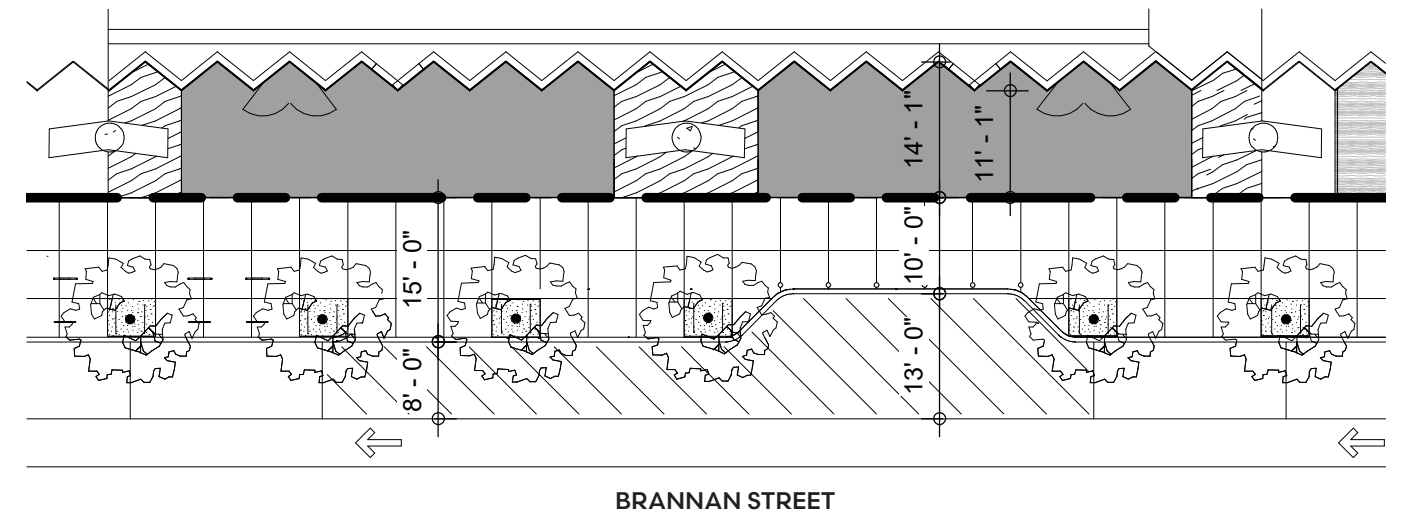 14' - 1"
11' - 1"
15' - 0"
10' - 0"
8' - 0"
13' - 0"
BRANNAN STREET